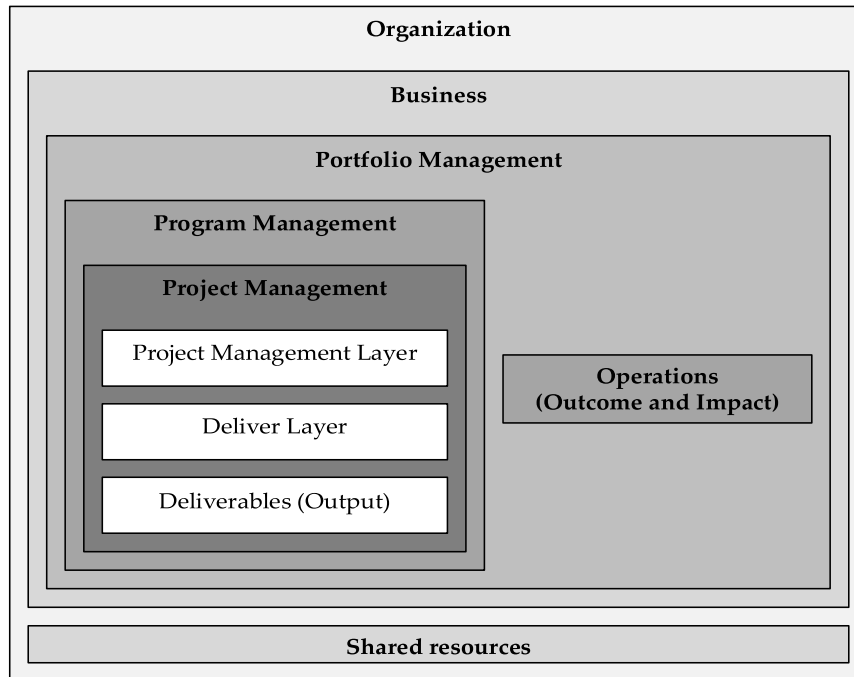 Organization
Business
Portfolio Management
Program Management
Project Management
Project Management Layer
Deliver Layer
Deliverables (Output)
Operations
(Outcome and Impact)
Shared resources